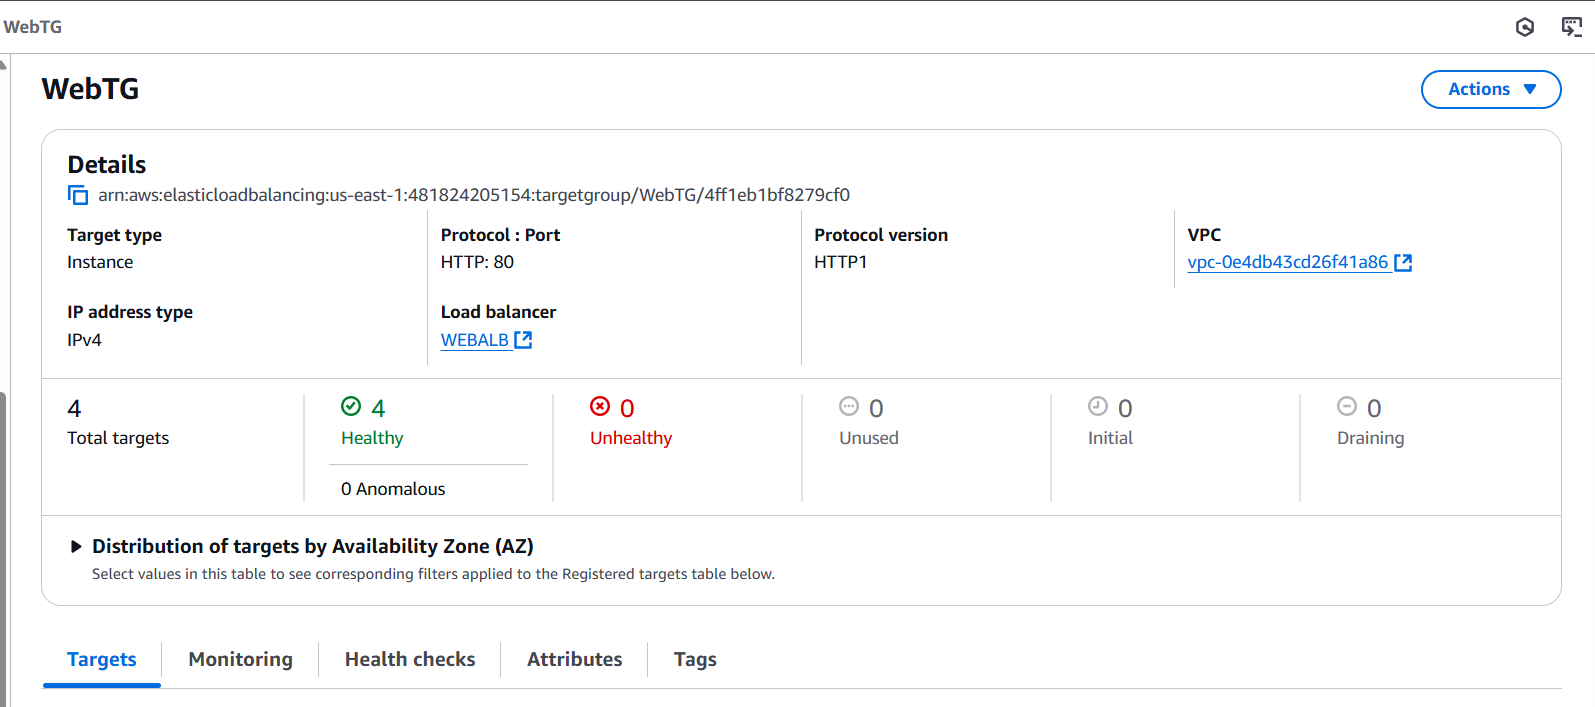 WebTG
WebTG
Actions
Details
arn:aws:elasticloadbalancing:us-east-1:481824205154:targetgroup/WebTG/4ff1eb1bf8279cf0
Target type
Instance
Protocol : Port
HTTP: 80
Protocol version
HTTP1
VPC
vpc-0e4db43cd26f41a86
IP address type
IPv4
Load balancer
WEBALB
4
Total targets
4
Healthy
0 Anomalous
0
Unhealthy
0
Unused
0
Initial
0
Draining
Distribution of targets by Availability Zone (AZ)
Select values in this table to see corresponding filters applied to the Registered targets table below.
Targets
Monitoring
Health checks
Attributes
Tags